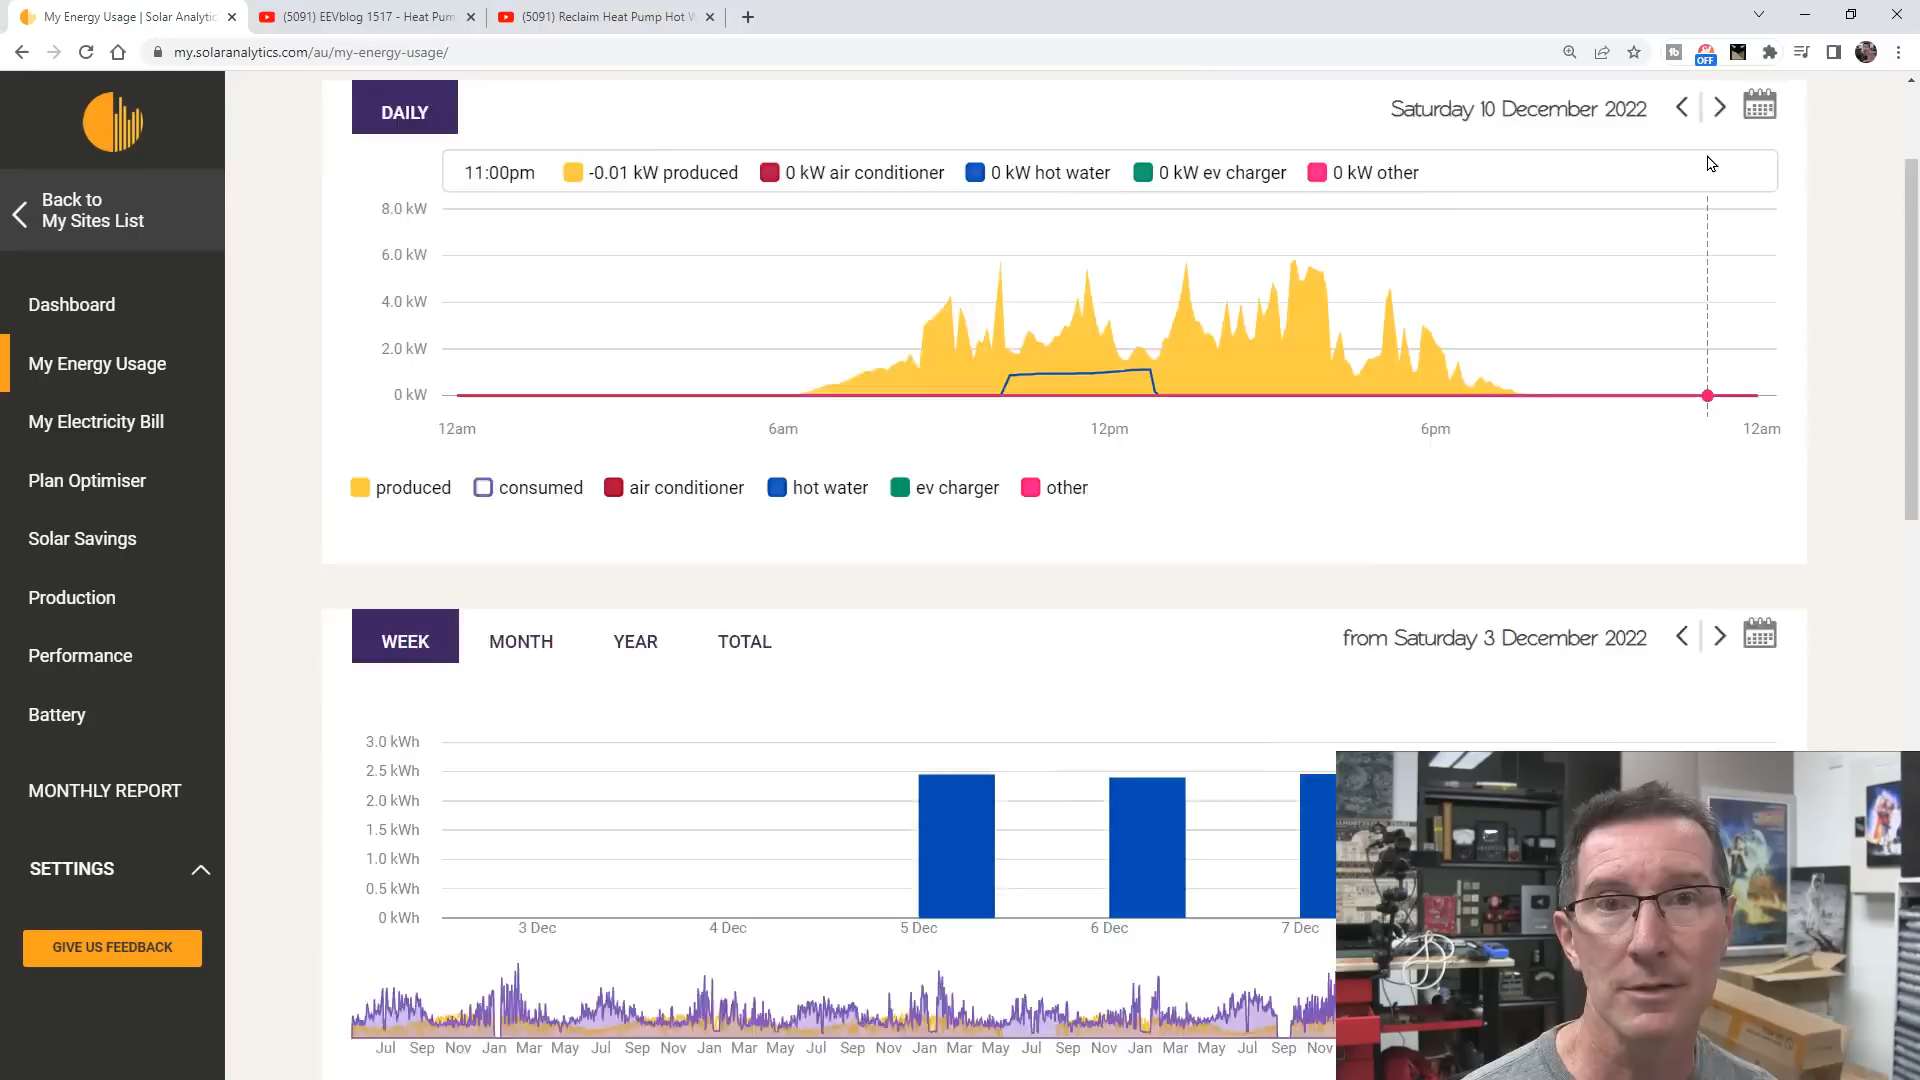 My Energy Usage | Solar Analytic
(5091) EEVblog 1517 - Heat Pum
(5091) Reclaim Heat Pump Hot W
my.solaranalytics.com/au/my-energy-usage/
OFF
Back to
My Sites List
Dashboard
My Energy Usage
My Electricity Bill
Plan Optimiser
Solar Savings
Production
Performance
Battery
MONTHLY REPORT
SETTINGS
GIVE US FEEDBACK
DAILY
Saturday 10 December 2022
11:00pm -0.01 kW produced 0 kW air conditioner 0 kW hot water 0 kW ev charger 0 kW other
8.0 kW
6.0 kW
4.0 kW
2.0 kW
0 kW
12am 6am 12pm 6pm 12am
produced consumed air conditioner hot water ev charger other
WEEK MONTH YEAR TOTAL
from Saturday 3 December 2022
3.0 kWh
2.5 kWh
2.0 kWh
1.5 kWh
1.0 kWh
0.5 kWh
0 kWh
3 Dec 4 Dec 5 Dec 6 Dec 7 Dec
Jul Sep Nov Jan Mar May Jul Sep Nov Jan Mar May Jul Sep Nov Jan Mar May Jul Sep Nov Jan Mar May Jul Sep Nov